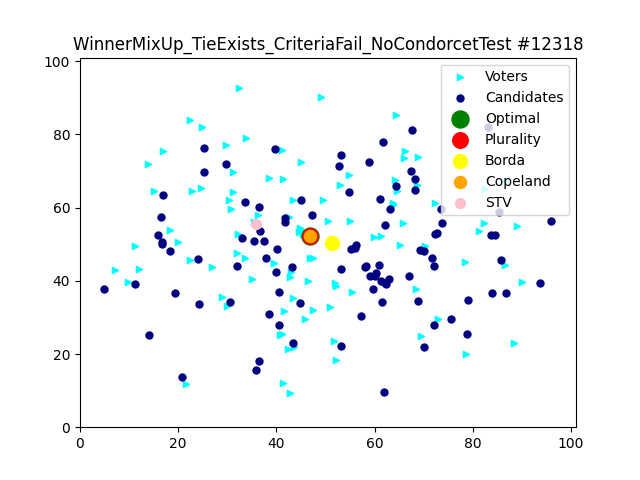 WinnerMixUp_TieExists_CriteriaFail_NoCondorcetTest #12318
Voters
Candidates
Optimal
Plurality
Borda
Copeland
STV
100
80
60
40
20
0
0 20 40 60 80 100